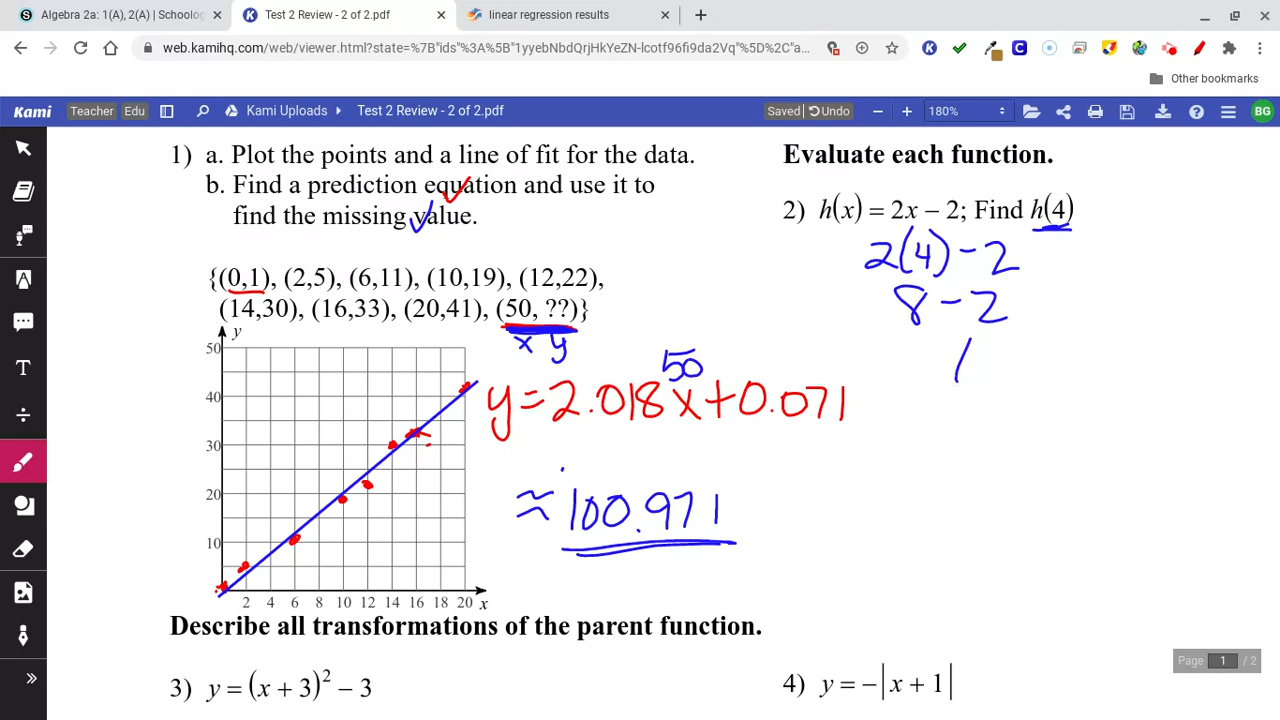 Algebra 2a: 1(A), 2(A) | Schoolog
Test 2 Review - 2 of 2.pdf
linear regression results
web.kamihq.com/web/viewer.html?state=%7B"ids"%3A%5B"1yyebNbdQrjHkYeZN-lcotf96fi9da2Vq"%5D%2C"a...
Other bookmarks
Kami Teacher Edu Kami Uploads Test 2 Review - 2 of 2.pdf Saved Undo 180% BG
1) a. Plot the points and a line of fit for the data.
b. Find a prediction equation and use it to
find the missing value.
{(0,1), (2,5), (6,11), (10,19), (12,22),
(14,30), (16,33), (20,41), (50, ??)}
x y
y
50
40
30
20
10
2 4 6 8 10 12 14 16 18 20 x
50
y=2.018x+0.071
≈100.971
Evaluate each function.
2) h(x) = 2x − 2; Find h(4)
2(4)-2
8-2
Describe all transformations of the parent function.
3) y = (x + 3)² − 3
4) y = −|x + 1|
Page 1 / 2